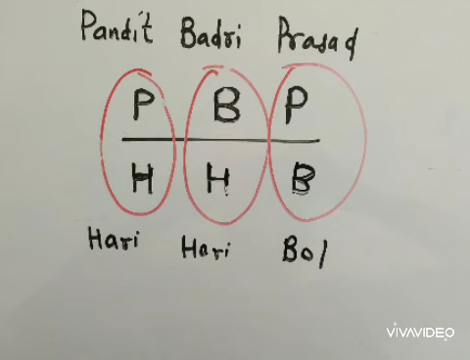 Pandit Badri Prasad
P B P
H H B
Hari Hari Bol
VIVAVIDEO